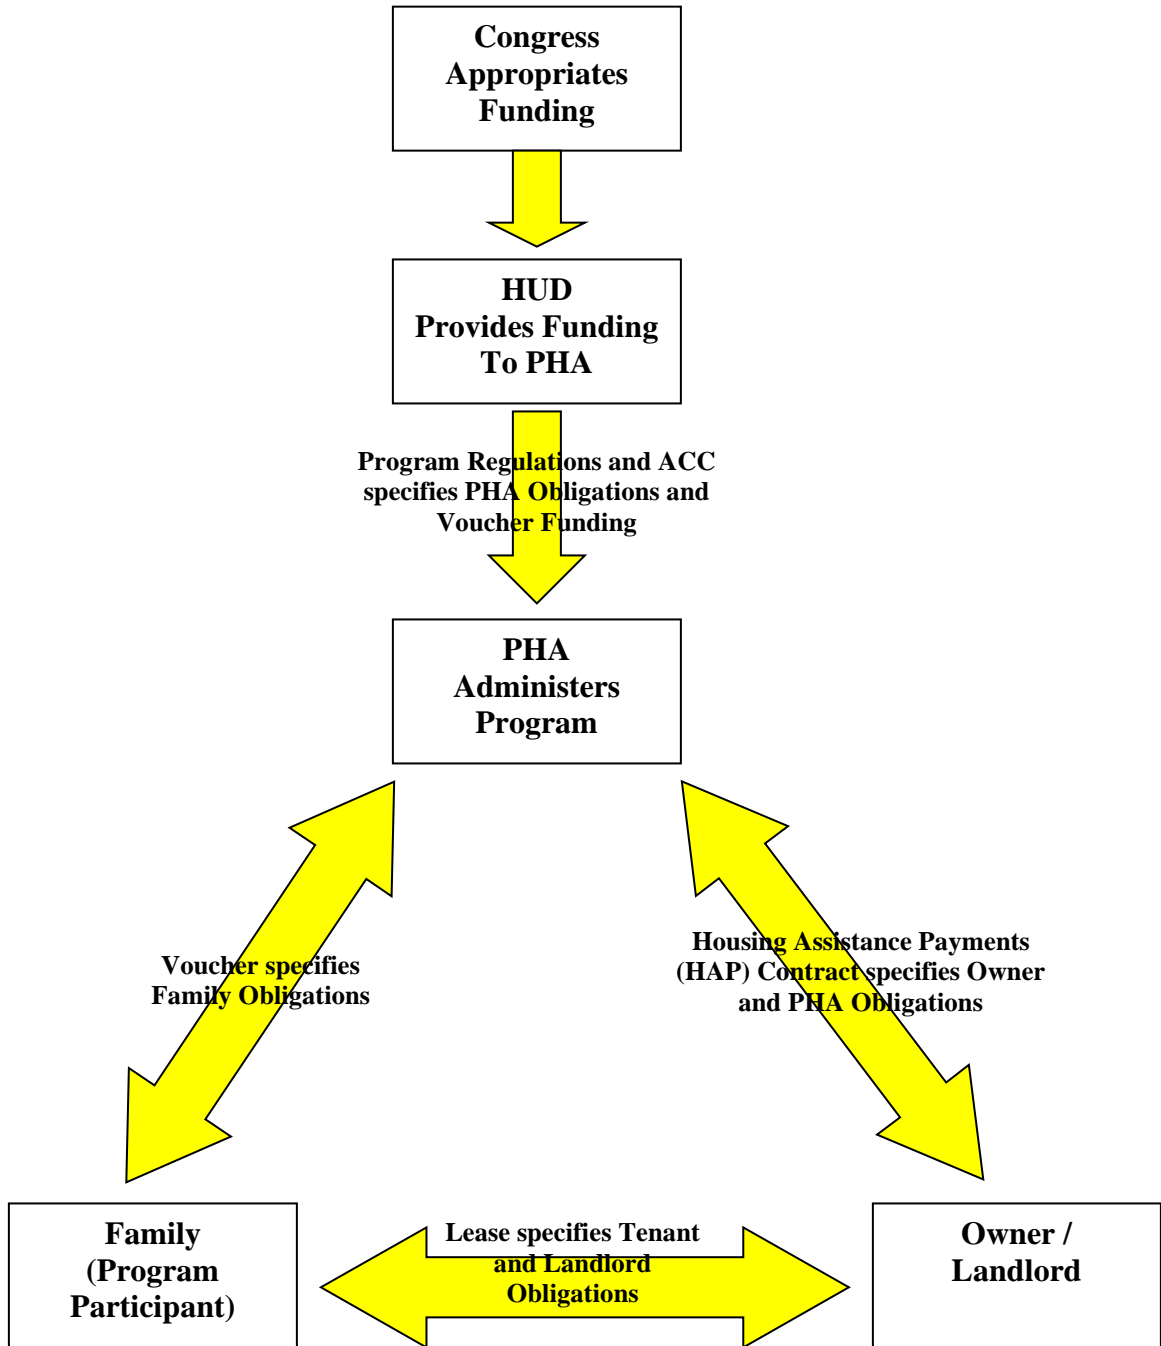 Congress
Appropriates
Funding
HUD
Provides Funding
To PHA
Program Regulations and ACC
specifies PHA Obligations and
Voucher Funding
PHA
Administers
Program
Voucher specifies
Family Obligations
Housing Assistance Payments
(HAP) Contract specifies Owner
and PHA Obligations
Family
(Program
Participant)
Lease specifies Tenant
and Landlord
Obligations
Owner /
Landlord